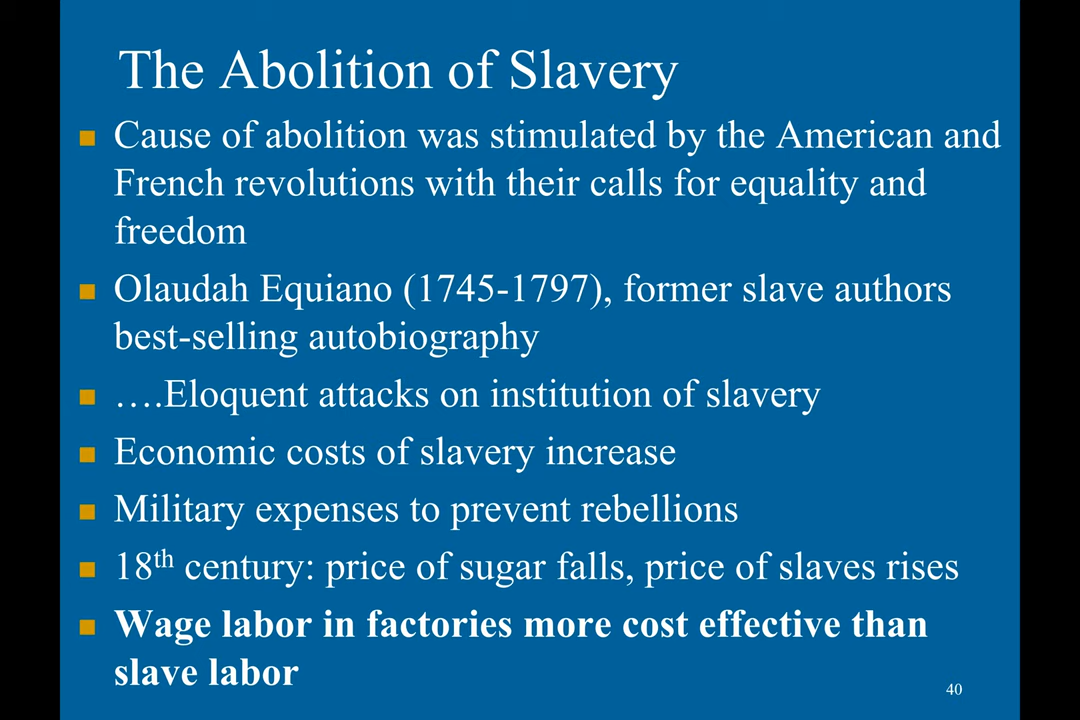 The Abolition of Slavery
Cause of abolition was stimulated by the American and
French revolutions with their calls for equality and
freedom
Olaudah Equiano (1745-1797), former slave authors
best-selling autobiography
….Eloquent attacks on institution of slavery
Economic costs of slavery increase
Military expenses to prevent rebellions
18th century: price of sugar falls, price of slaves rises
Wage labor in factories more cost effective than
slave labor
40